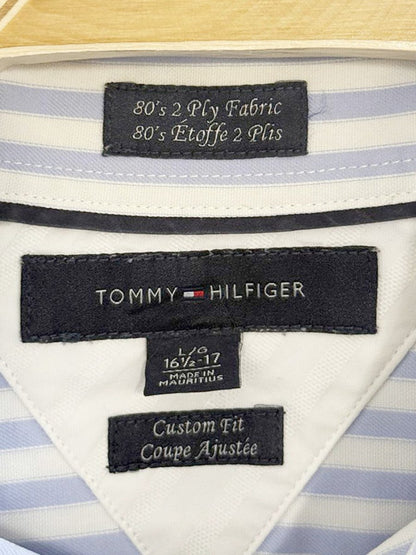 80's 2 Ply Fabric
80's Étoffe 2 Plis
TOMMY HILFIGER
L/G
16½-17
MADE IN
MAURITIUS
Custom Fit
Coupe Ajustée